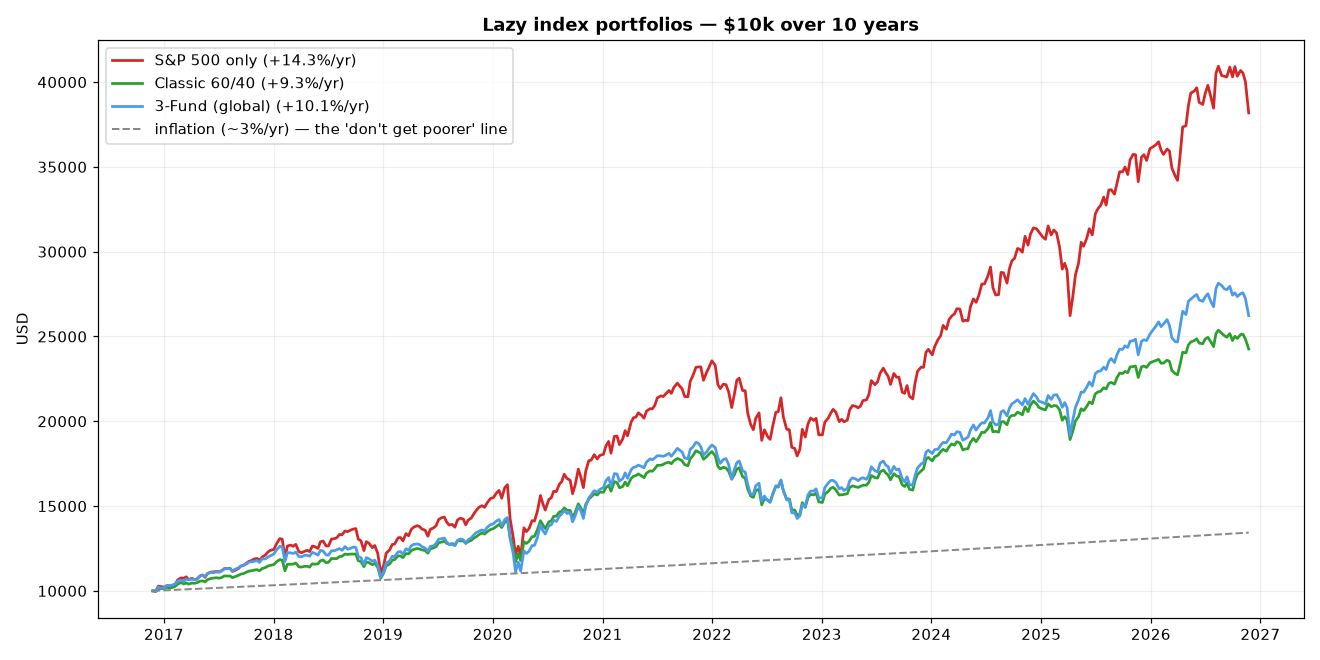 Lazy index portfolios — $10k over 10 years
S&P 500 only (+14.3%/yr)
Classic 60/40 (+9.3%/yr)
3-Fund (global) (+10.1%/yr)
inflation (~3%/yr) — the 'don't get poorer' line
40000
35000
30000
25000
20000
15000
10000
USD
2017 2018 2019 2020 2021 2022 2023 2024 2025 2026 2027